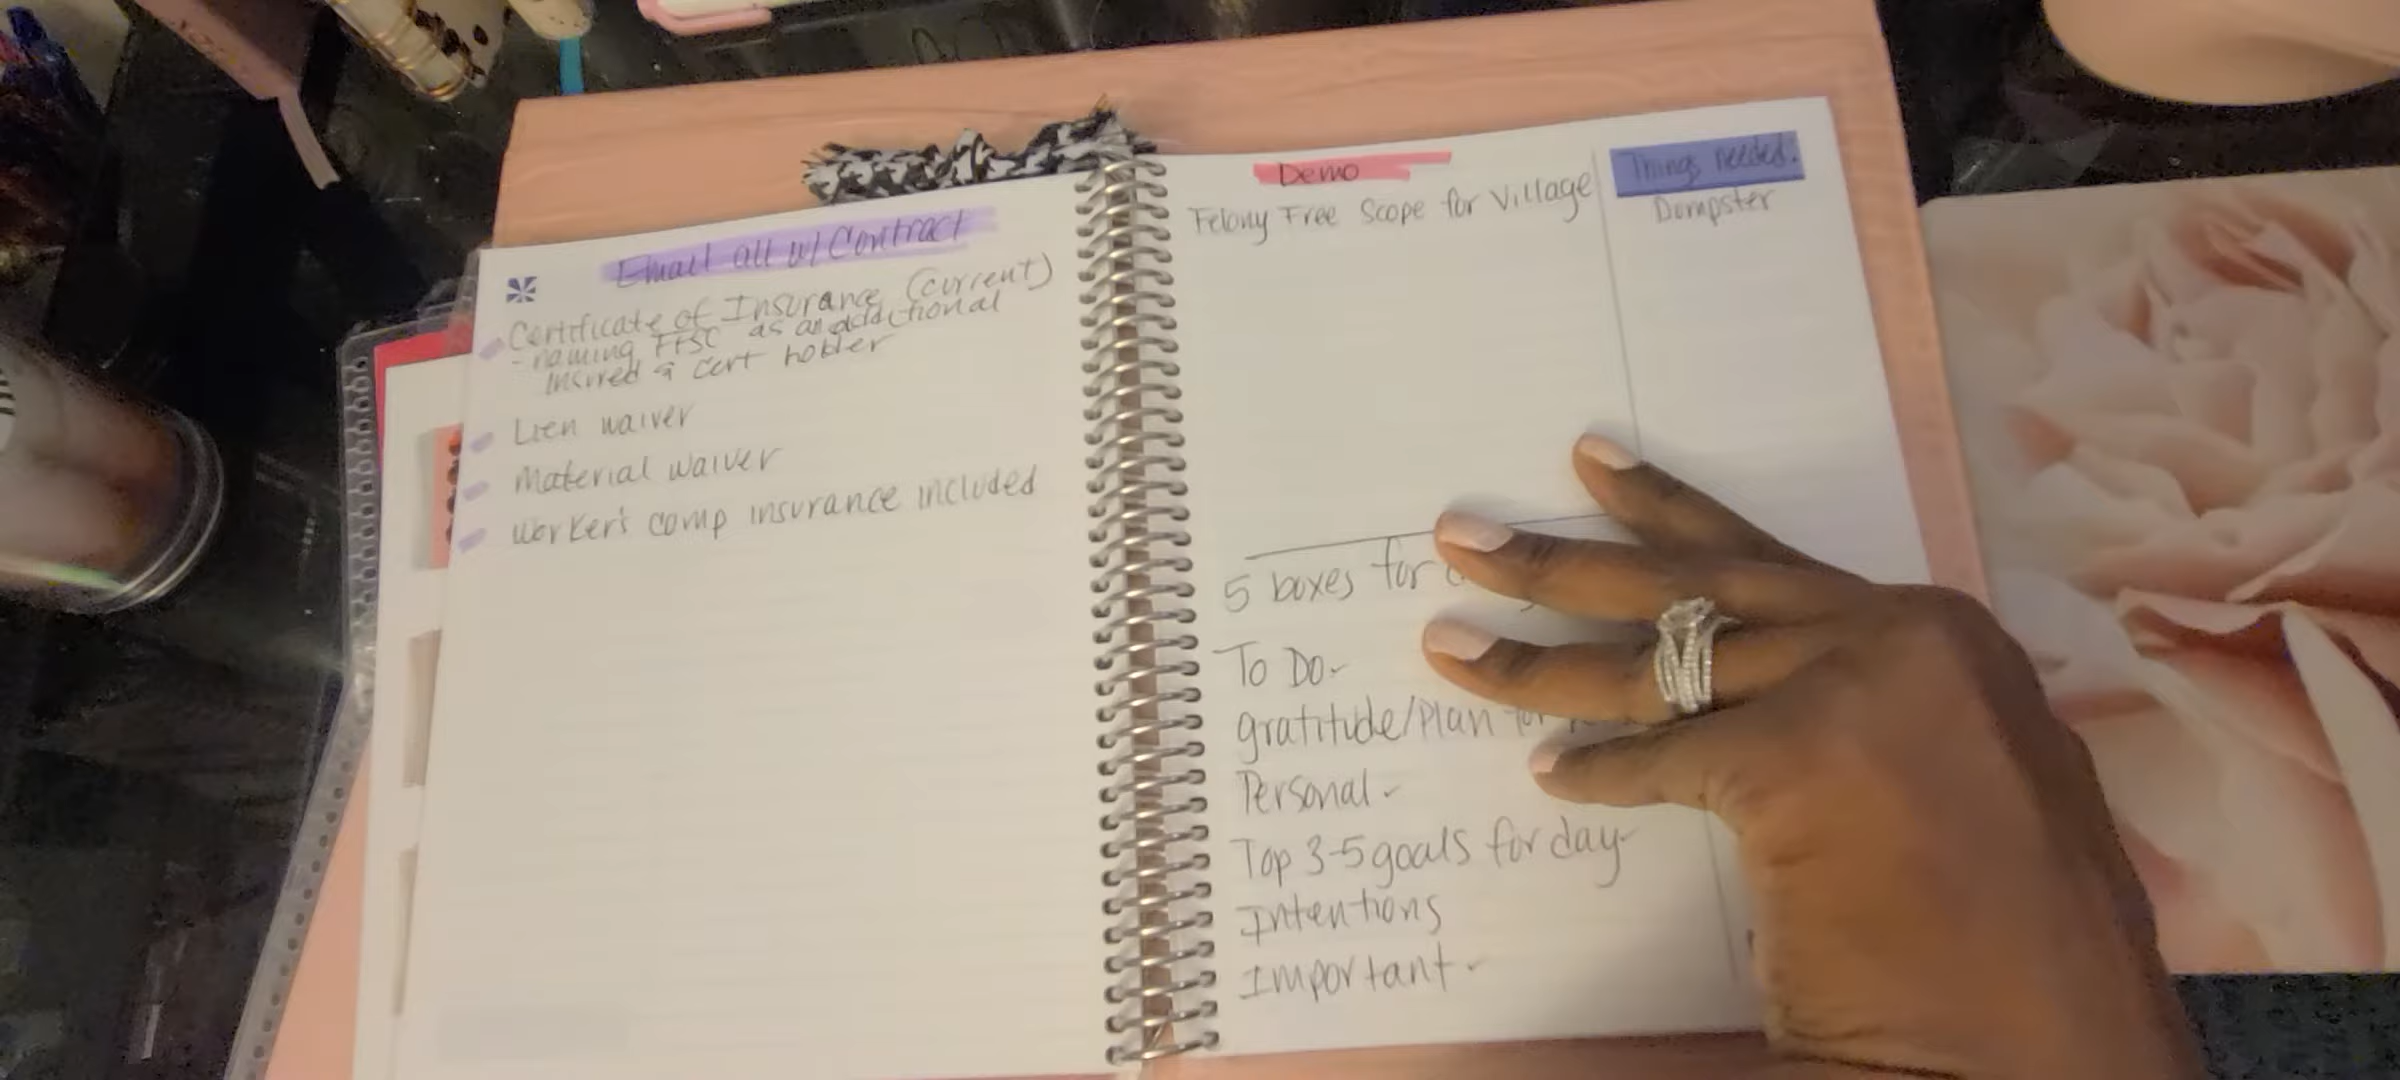 Email all w/ Contract
Certificate of Insurance (current)
- naming FFSC as an additional
insured & cert holder
Lien waiver
Material waiver
Worker's comp insurance included
Demo
Felony Free Scope for Village
Things needed:
Dumpster
5 boxes for
To Do-
gratitude/Plan for
Personal -
Top 3-5 goals for day-
Intentions
Important -